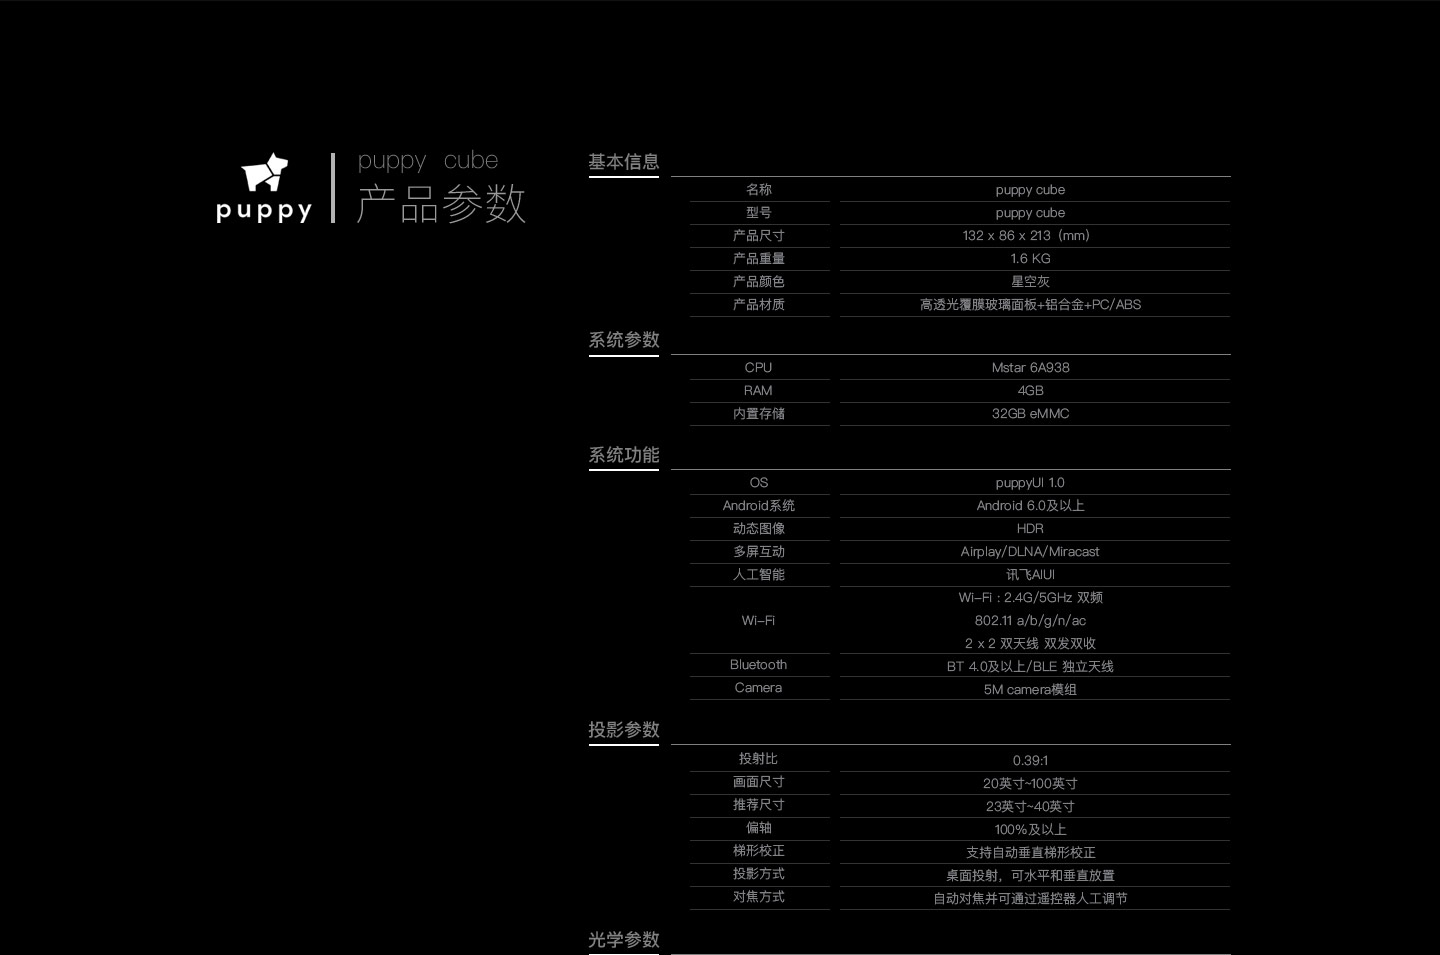 puppy
puppy cube
产品参数
基本信息
名称 puppy cube
型号 puppy cube
产品尺寸 132 x 86 x 213（mm）
产品重量 1.6 KG
产品颜色 星空灰
产品材质 高透光覆膜玻璃面板+铝合金+PC/ABS
系统参数
CPU Mstar 6A938
RAM 4GB
内置存储 32GB eMMC
系统功能
OS puppyUI 1.0
Android系统 Android 6.0及以上
动态图像 HDR
多屏互动 Airplay/DLNA/Miracast
人工智能 讯飞AIUI
Wi-Fi : 2.4G/5GHz 双频
Wi-Fi 802.11 a/b/g/n/ac
2 x 2 双天线 双发双收
Bluetooth BT 4.0及以上/BLE 独立天线
Camera 5M camera模组
投影参数
投射比 0.39:1
画面尺寸 20英寸~100英寸
推荐尺寸 23英寸~40英寸
偏轴 100%及以上
梯形校正 支持自动垂直梯形校正
投影方式 桌面投射，可水平和垂直放置
对焦方式 自动对焦并可通过遥控器人工调节
光学参数